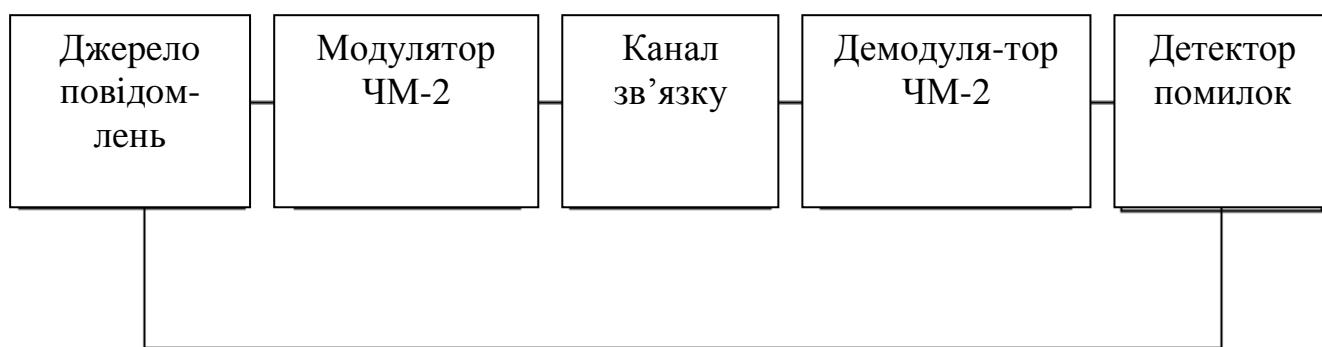 Джерело
повідом-
лень
Модулятор
ЧМ-2
Канал
зв’язку
Демодуля-тор
ЧМ-2
Детектор
помилок